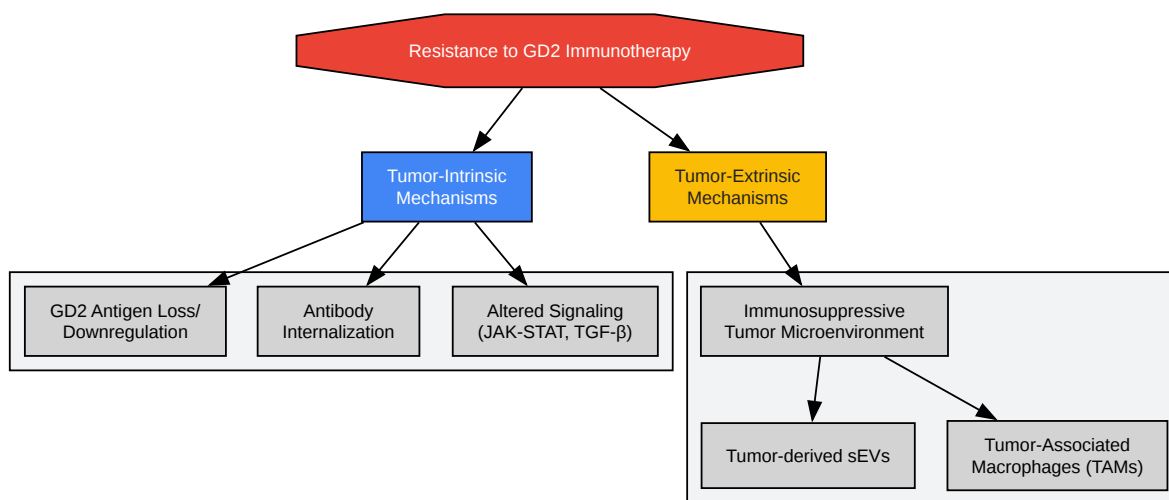 Resistance to GD2 Immunotherapy
Tumor-Intrinsic
Mechanisms
Tumor-Extrinsic
Mechanisms
GD2 Antigen Loss/
Downregulation
Antibody
Internalization
Altered Signaling
(JAK-STAT, TGF-β)
Immunosuppressive
Tumor Microenvironment
Tumor-derived sEVs
Tumor-Associated
Macrophages (TAMs)